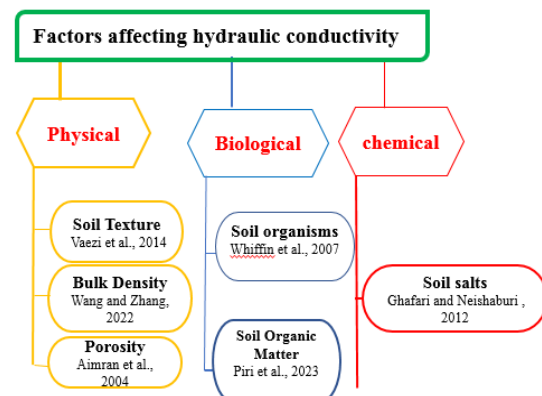 Factors affecting hydraulic conductivity
Physical
Biological
chemical
Soil Texture
Vaezi et al., 2014
Bulk Density
Wang and Zhang,
2022
Porosity
Aimran et al.,
2004
Soil organisms
Whiffin et al., 2007
Soil Organic
Matter
Piri et al., 2023
Soil salts
Ghafari and Neishaburi ,
2012